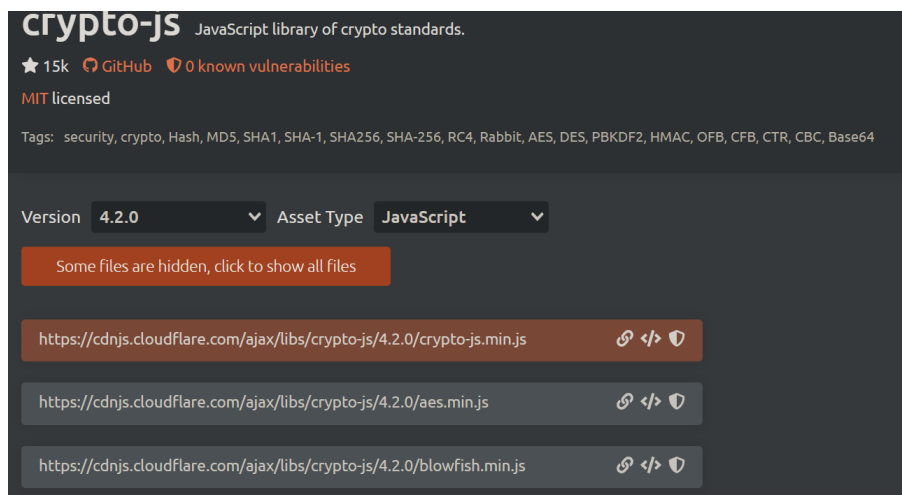 crypto-js JavaScript library of crypto standards.
15k GitHub 0 known vulnerabilities
MIT licensed
Tags: security, crypto, Hash, MD5, SHA1, SHA-1, SHA256, SHA-256, RC4, Rabbit, AES, DES, PBKDF2, HMAC, OFB, CFB, CTR, CBC, Base64
Version 4.2.0 Asset Type JavaScript
Some files are hidden, click to show all files
https://cdnjs.cloudflare.com/ajax/libs/crypto-js/4.2.0/crypto-js.min.js </>
https://cdnjs.cloudflare.com/ajax/libs/crypto-js/4.2.0/aes.min.js </>
https://cdnjs.cloudflare.com/ajax/libs/crypto-js/4.2.0/blowfish.min.js </>